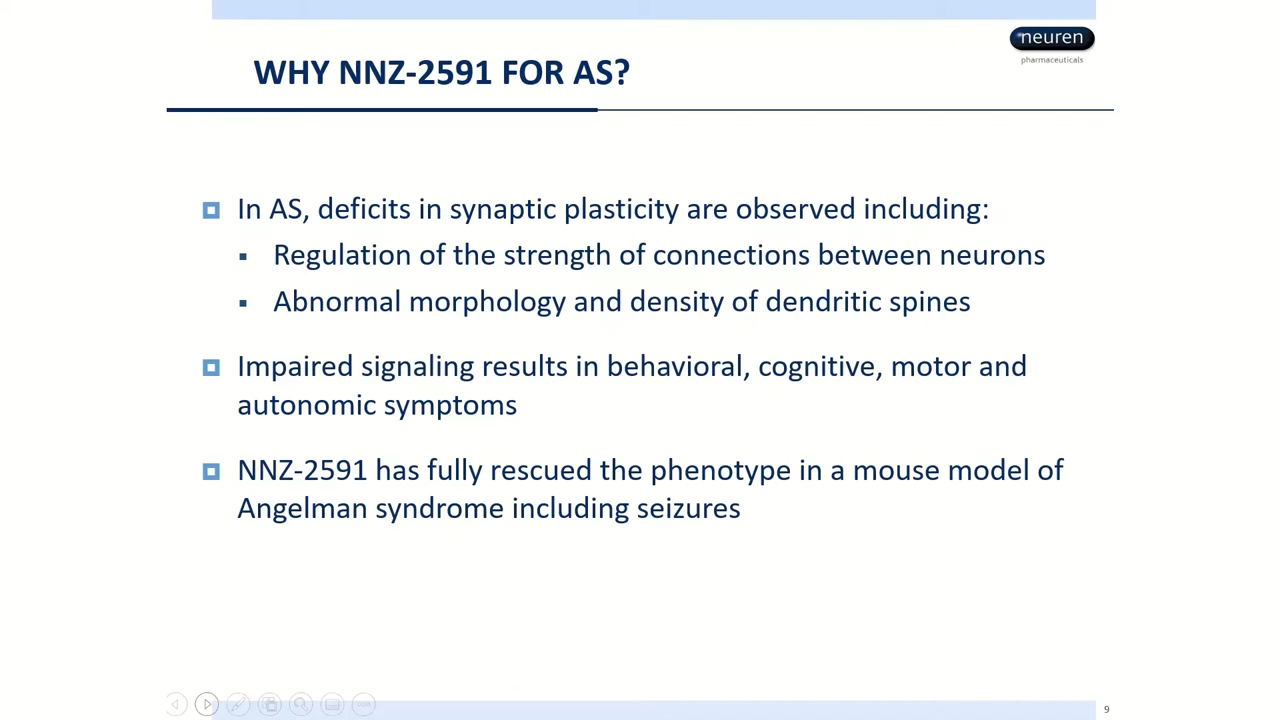 neuren
pharmaceuticals
WHY NNZ-2591 FOR AS?
In AS, deficits in synaptic plasticity are observed including:
Regulation of the strength of connections between neurons
Abnormal morphology and density of dendritic spines
Impaired signaling results in behavioral, cognitive, motor and
autonomic symptoms
NNZ-2591 has fully rescued the phenotype in a mouse model of
Angelman syndrome including seizures
9